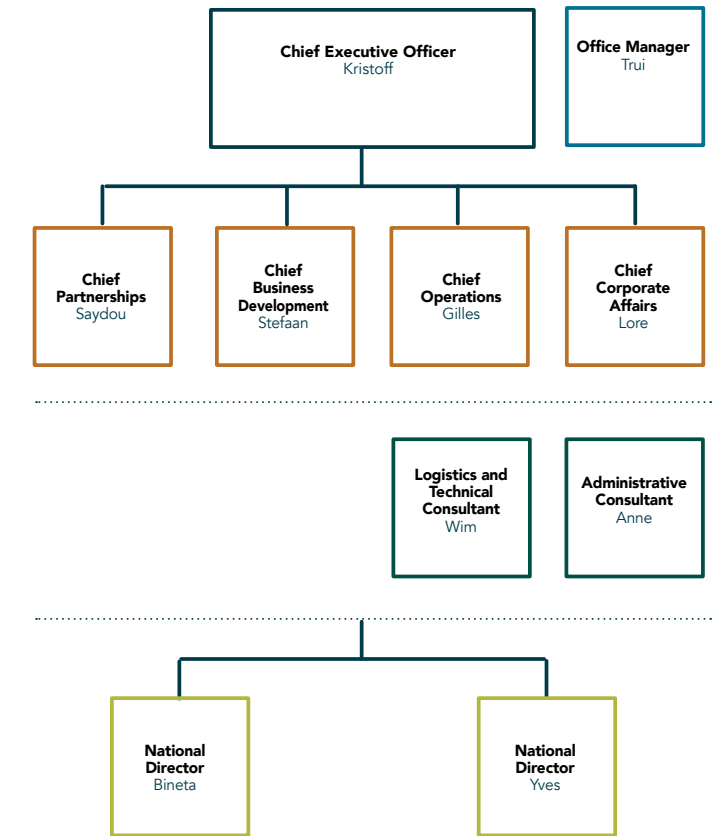 Chief Executive Officer
Kristoff
Office Manager
Trui
Chief
Partnerships
Saydou
Chief
Business
Development
Stefaan
Chief
Operations
Gilles
Chief
Corporate
Affairs
Lore
Logistics and
Technical
Consultant
Wim
Administrative
Consultant
Anne
National
Director
Bineta
National
Director
Yves